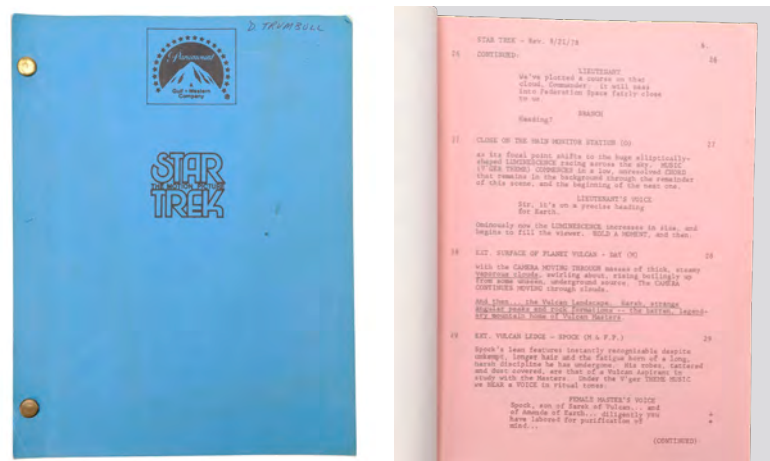 D. TRUMBULL
Paramount
A
Gulf + Western
Company
STAR
THE MOTION PICTURE
TREK
STAR TREK - Rev. 8/21/78
8.
26 CONTINUED: 26
LIEUTENANT
We've plotted a course on that
cloud, Commander. It will pass
into Federation Space fairly close
to us.
BRANCH
Heading?
27 CLOSE ON THE MAIN MONITOR STATION (O) 27
as its focal point shifts to the huge elliptically-
shaped LUMINESCENCE racing across the sky. MUSIC
(V'GER THEME) COMMENCES in a low, unresolved CHORD
that remains in the background through the remainder
of this scene, and the beginning of the next one.
LIEUTENANT'S VOICE
Sir, it's on a precise heading
for Earth.
Ominously now the LUMINESCENCE increases in size, and
begins to fill the viewer. HOLD A MOMENT, and then.
28 EXT. SURFACE OF PLANET VULCAN - DAY (M) 28
with the CAMERA MOVING THROUGH masses of thick, steamy
vaporous clouds, swirling about, rising boilingly up
from some unseen, underground source. The CAMERA
CONTINUES MOVING through clouds.
And then... the Vulcan Landscape. Harsh, strange
angular peaks and rock formations -- the barren, legend-
ary mountain home of Vulcan Masters.
29 EXT. VULCAN LEDGE - SPOCK (M & F.P.) 29
Spock's lean features instantly recognizable despite
unkempt, longer hair and the fatigue born of a long,
harsh discipline he has undergone. His robes, tattered
and dust covered, are that of a Vulcan Aspirant in
study with the Masters. Under the V'ger THEME MUSIC
we HEAR a VOICE in ritual tones:
FEMALE MASTER'S VOICE
Spock, son of Sarek of Vulcan... and
of Amanda of Earth... diligently you *
have labored for purification of *
mind...
(CONTINUED)